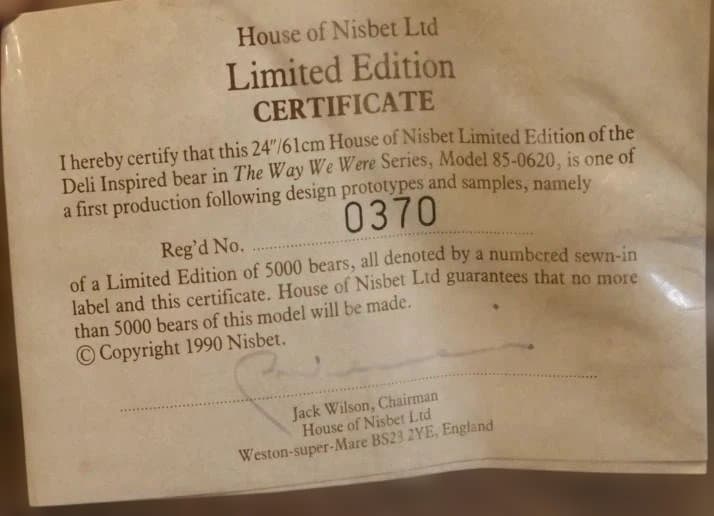 House of Nisbet Ltd
Limited Edition
CERTIFICATE
I hereby certify that this 24"/61cm House of Nisbet Limited Edition of the
Deli Inspired bear in The Way We Were Series, Model 85-0620, is one of
a first production following design prototypes and samples, namely
Reg'd No. .......................... 0370
of a Limited Edition of 5000 bears, all denoted by a numbered sewn-in
label and this certificate. House of Nisbet Ltd guarantees that no more
than 5000 bears of this model will be made.
© Copyright 1990 Nisbet.
Jack Wilson, Chairman
House of Nisbet Ltd
Weston-super-Mare BS23 2YE, England